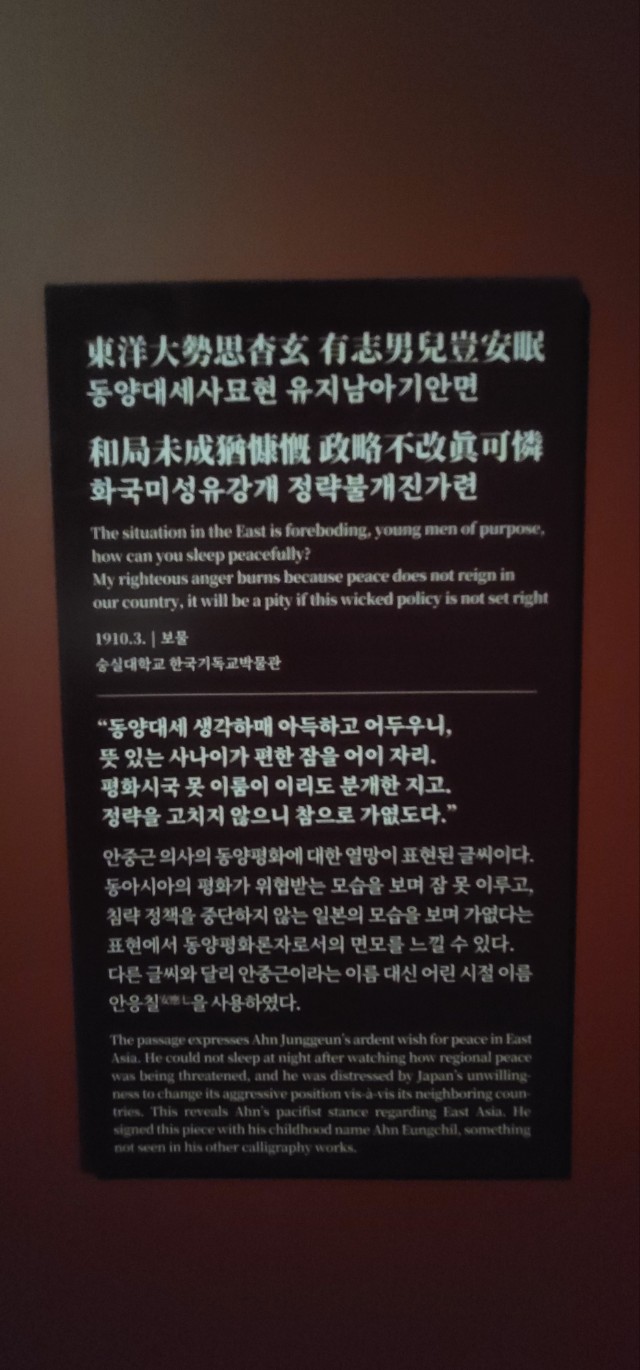 東洋大勢思杳玄 有志男兒豈安眠
동양대세사묘현 유지남아기안면
和局未成猶慷慨 政略不改眞可憐
화국미성유강개 정략불개진가련
The situation in the East is foreboding, young men of purpose,
how can you sleep peacefully?
My righteous anger burns because peace does not reign in
our country, it will be a pity if this wicked policy is not set right
1910.3. | 보물
숭실대학교 한국기독교박물관
“동양대세 생각하매 아득하고 어두우니,
뜻 있는 사나이가 편한 잠을 어이 자리.
평화시국 못 이룸이 이리도 분개한 지고.
정략을 고치지 않으니 참으로 가엾도다.”
안중근 의사의 동양평화에 대한 열망이 표현된 글씨이다.
동아시아의 평화가 위협받는 모습을 보며 잠 못 이루고,
침략 정책을 중단하지 않는 일본의 모습을 보며 가엾다는
표현에서 동양평화론자로서의 면모를 느낄 수 있다.
다른 글씨와 달리 안중근이라는 이름 대신 어린 시절 이름
안응칠安應七을 사용하였다.
The passage expresses Ahn Junggeun's ardent wish for peace in East
Asia. He could not sleep at night after watching how regional peace
was being threatened, and he was distressed by Japan's unwilling-
ness to change its aggressive position vis-à-vis its neighboring coun-
tries. This reveals Ahn's pacifist stance regarding East Asia. He
signed this piece with his childhood name Ahn Eungchil, something
not seen in his other calligraphy works.